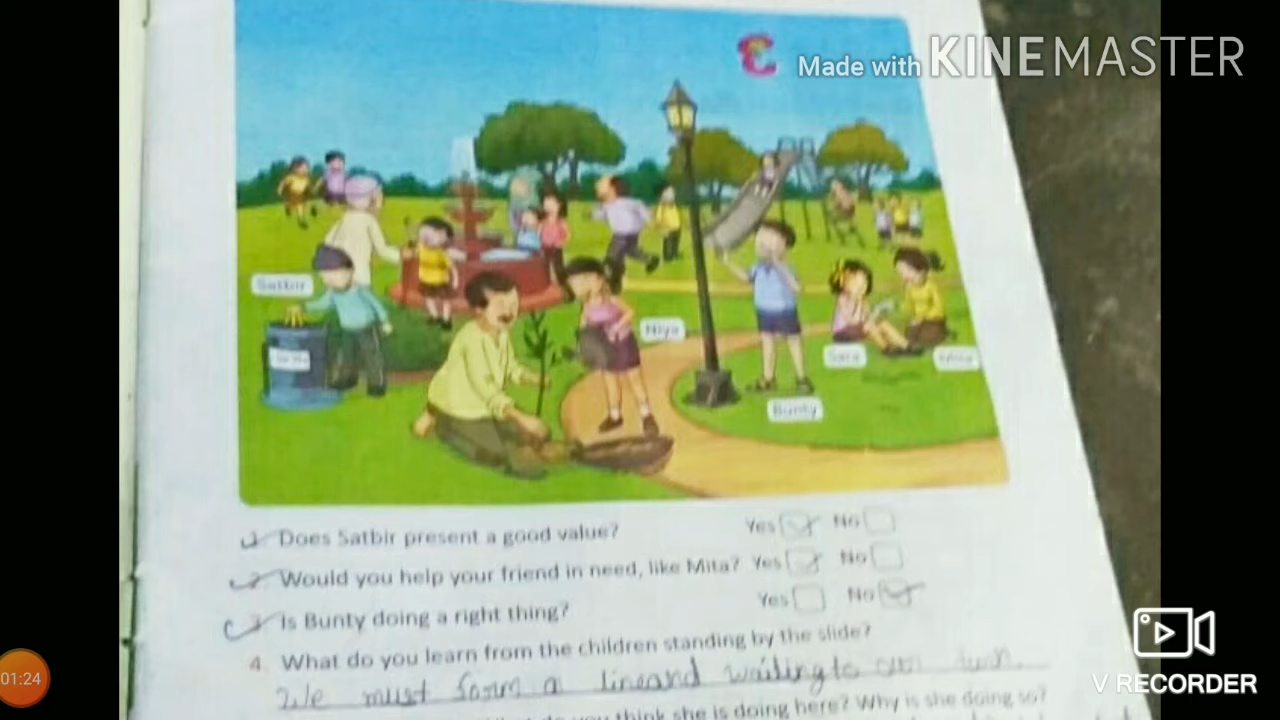 Made with KINEMASTER
Satbir
Niya
Bunty
Sara
Mita
1 Does Satbir present a good value? Yes No
2 Would you help your friend in need, like Mita? Yes No
3 Is Bunty doing a right thing? Yes No
4. What do you learn from the children standing by the slide?
We must form a line and waiting to our turn.
you think she is doing here? Why is she doing so?
01:24
V RECORDER